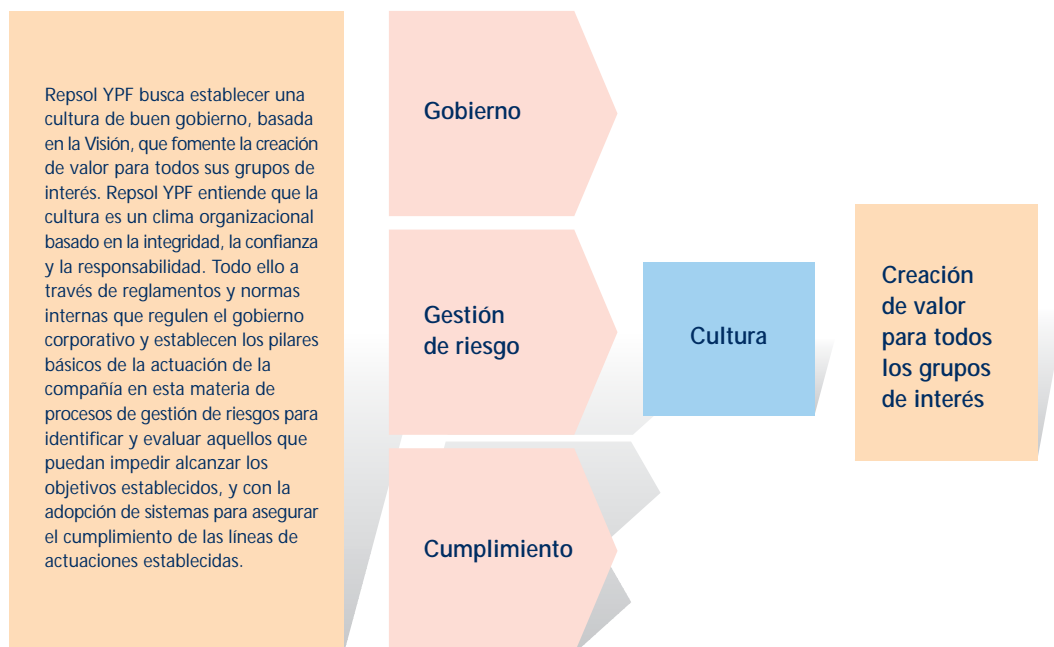 Repsol YPF busca establecer una
cultura de buen gobierno, basada
en la Visión, que fomente la creación
de valor para todos sus grupos de
interés. Repsol YPF entiende que la
cultura es un clima organizacional
basado en la integridad, la confianza
y la responsabilidad. Todo ello a
través de reglamentos y normas
internas que regulen el gobierno
corporativo y establecen los pilares
básicos de la actuación de la
compañía en esta materia de
procesos de gestión de riesgos para
identificar y evaluar aquellos que
puedan impedir alcanzar los
objetivos establecidos, y con la
adopción de sistemas para asegurar
el cumplimiento de las líneas de
actuaciones establecidas.
Gobierno
Gestión
de riesgo
Cumplimiento
Cultura
Creación
de valor
para todos
los grupos
de interés